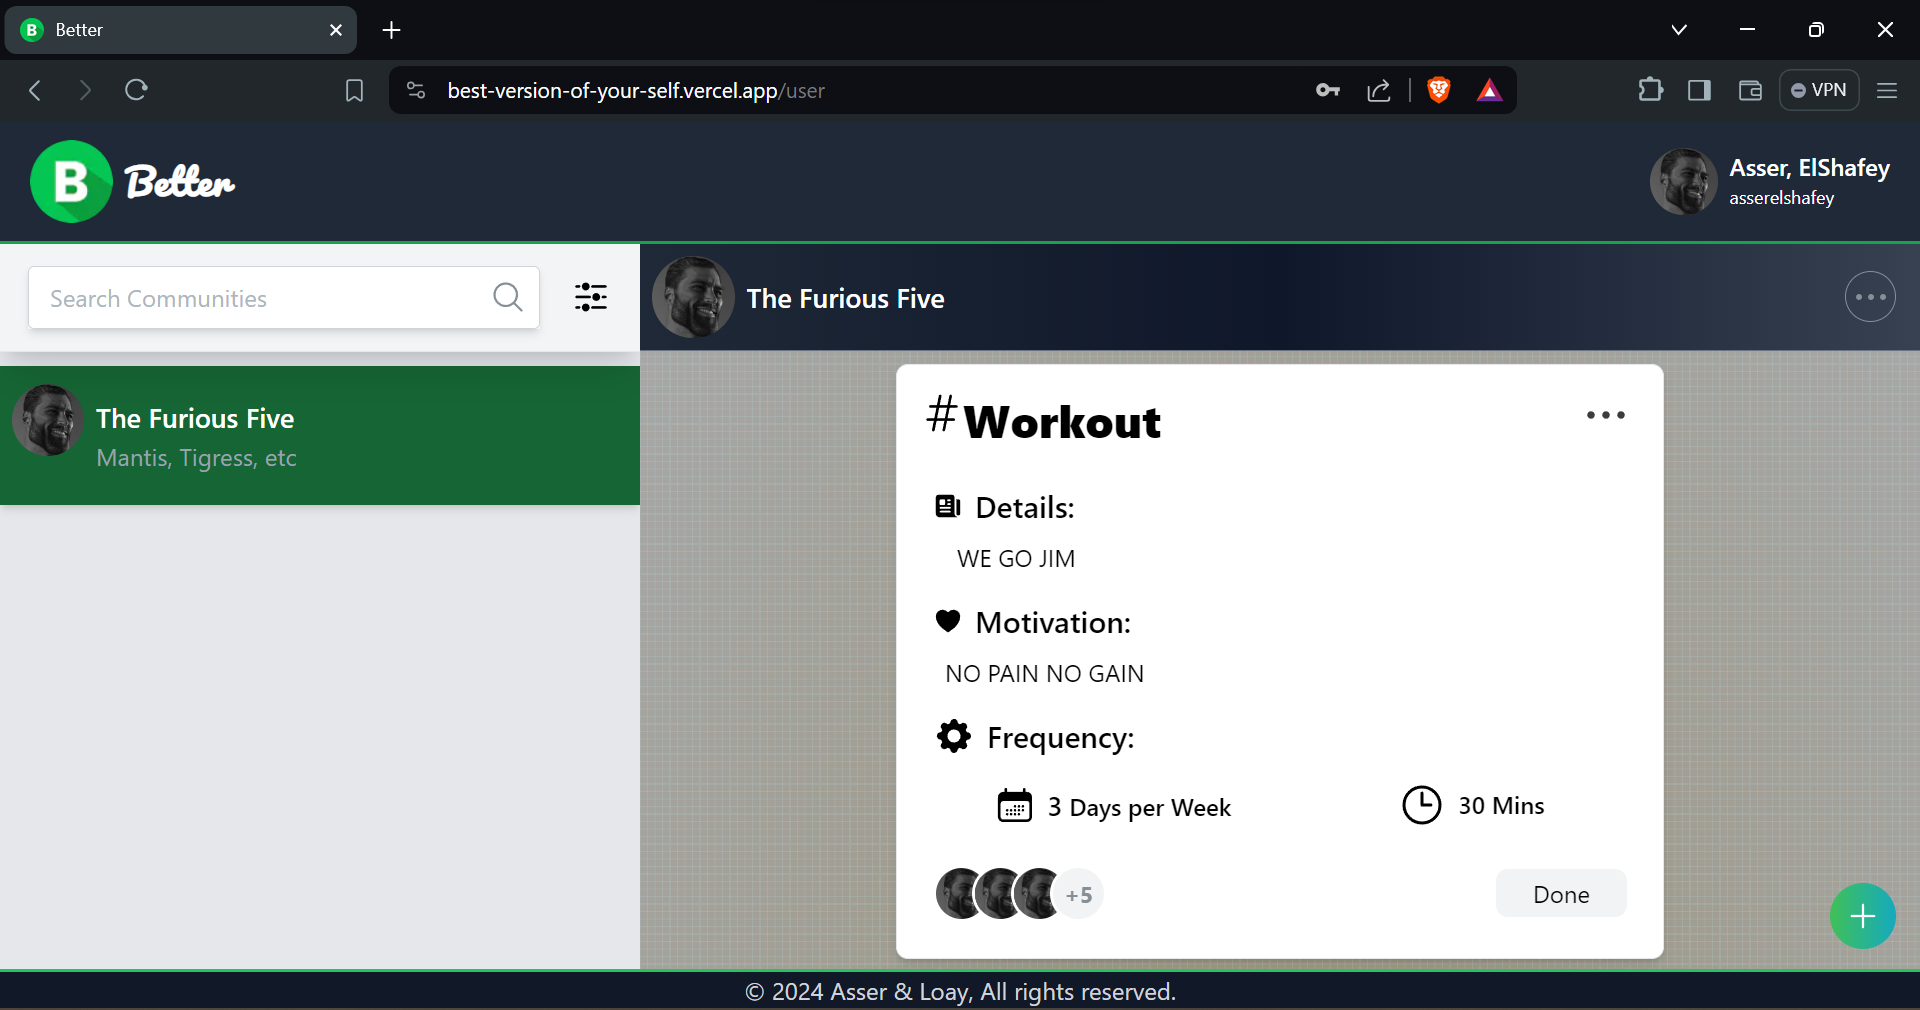 B Better
best-version-of-your-self.vercel.app/user
VPN
B Better
Asser, ElShafey
asserelshafey
Search Communities
The Furious Five
The Furious Five
Mantis, Tigress, etc
#Workout
Details:
WE GO JIM
Motivation:
NO PAIN NO GAIN
Frequency:
3 Days per Week
30 Mins
+5
Done
© 2024 Asser & Loay, All rights reserved.